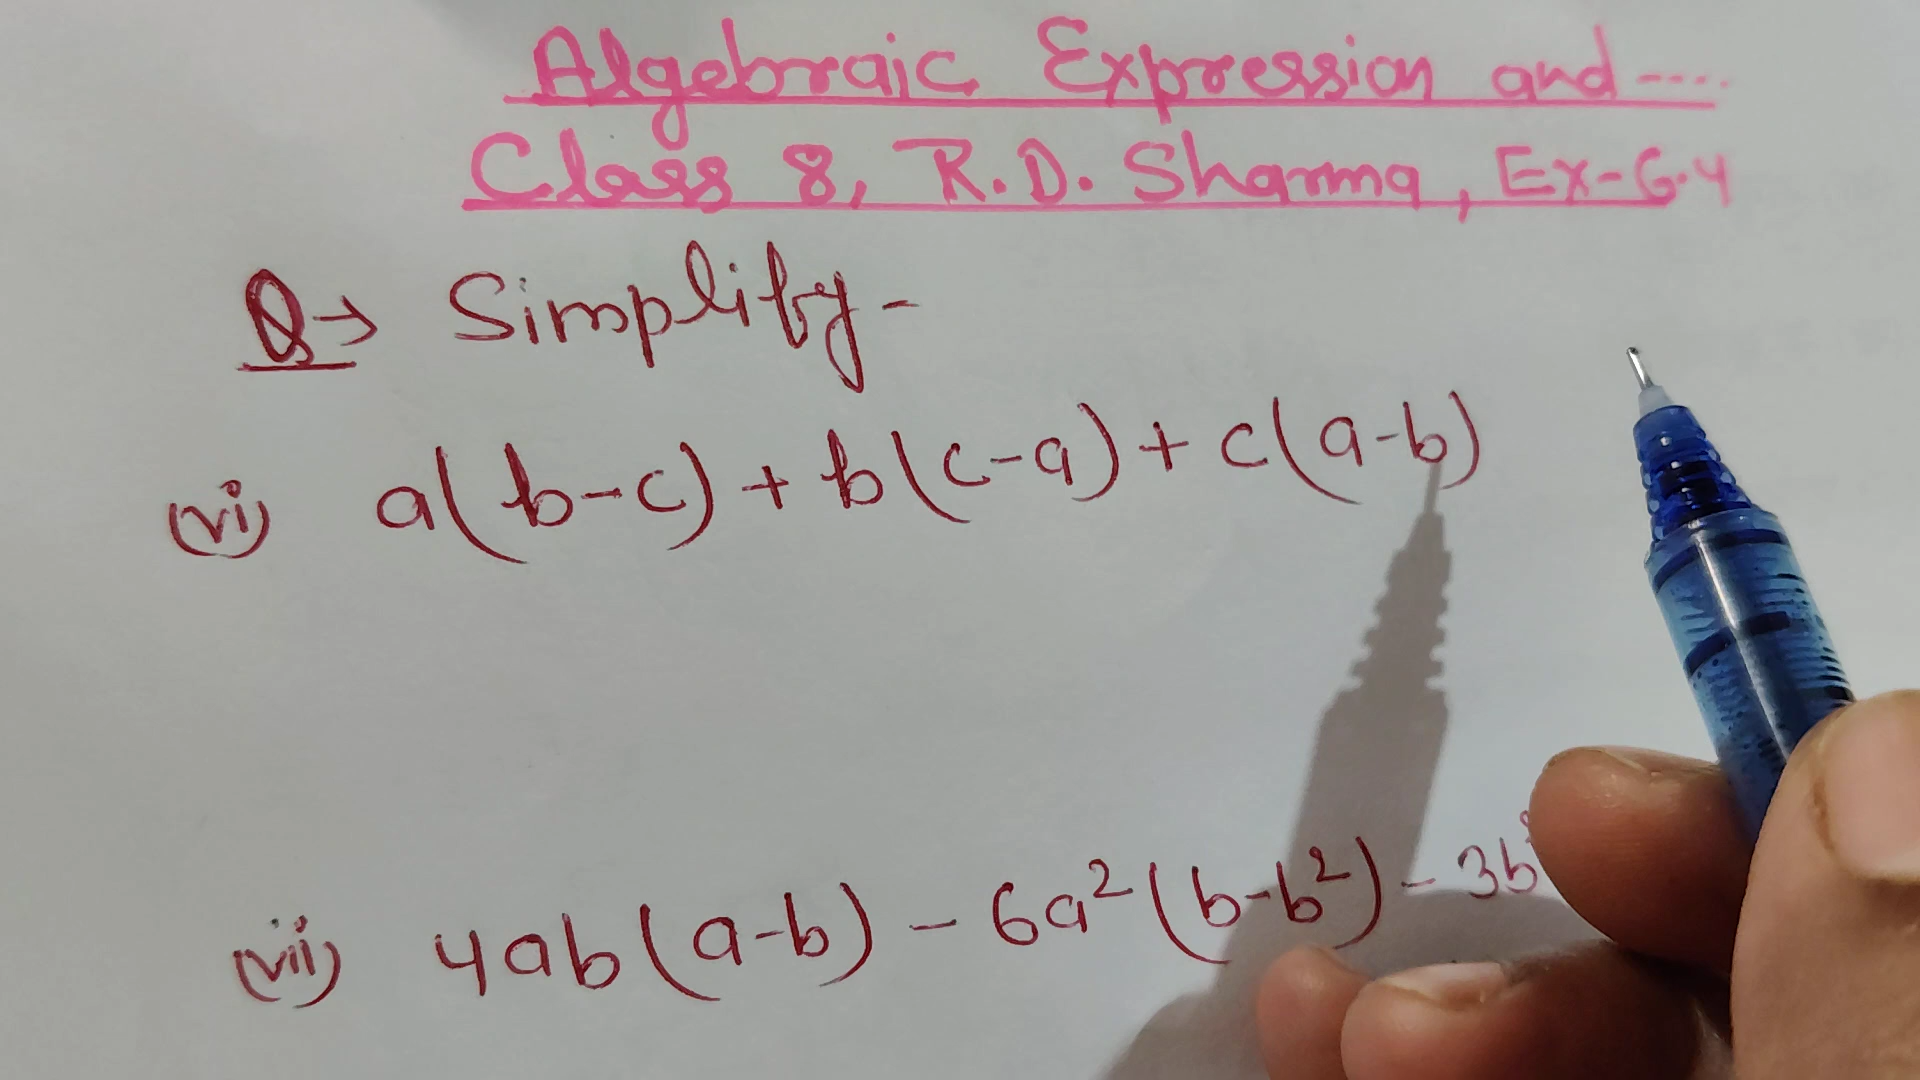 Algebraic Expression and ----
Class 8, R.D. Sharma, Ex-6.4
Q→ Simplify-
(vi) a(b-c)+b(c-a)+c(a-b)
(vii) 4ab(a-b) - 6a²(b-b²) - 3b